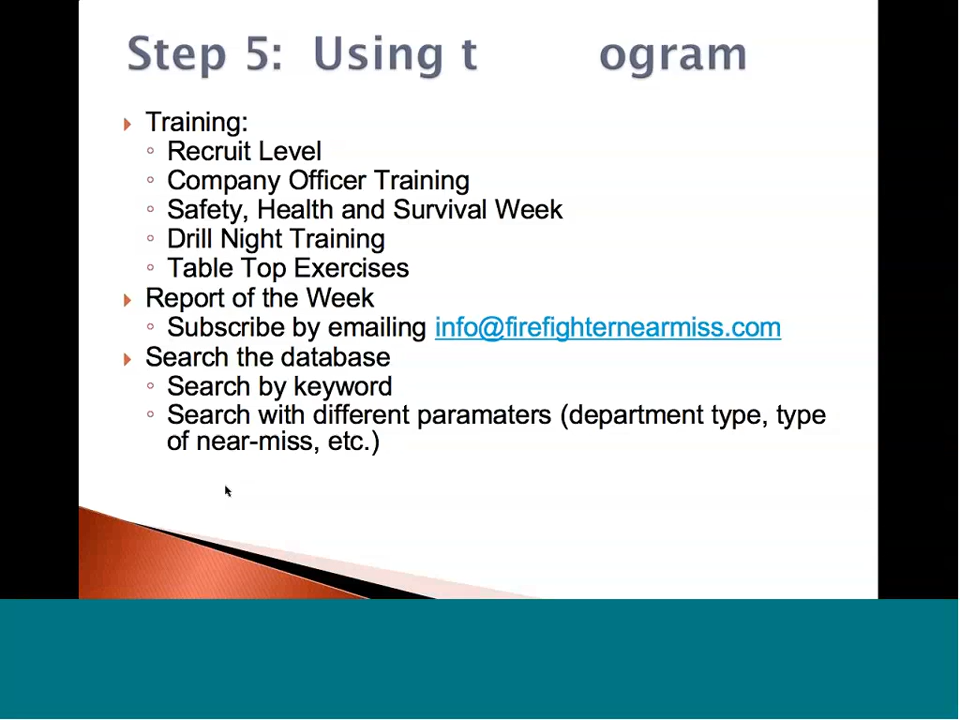 Step 5: Using t ogram
Training:
Recruit Level
Company Officer Training
Safety, Health and Survival Week
Drill Night Training
Table Top Exercises
Report of the Week
Subscribe by emailing info@firefighternearmiss.com
Search the database
Search by keyword
Search with different paramaters (department type, type
of near-miss, etc.)